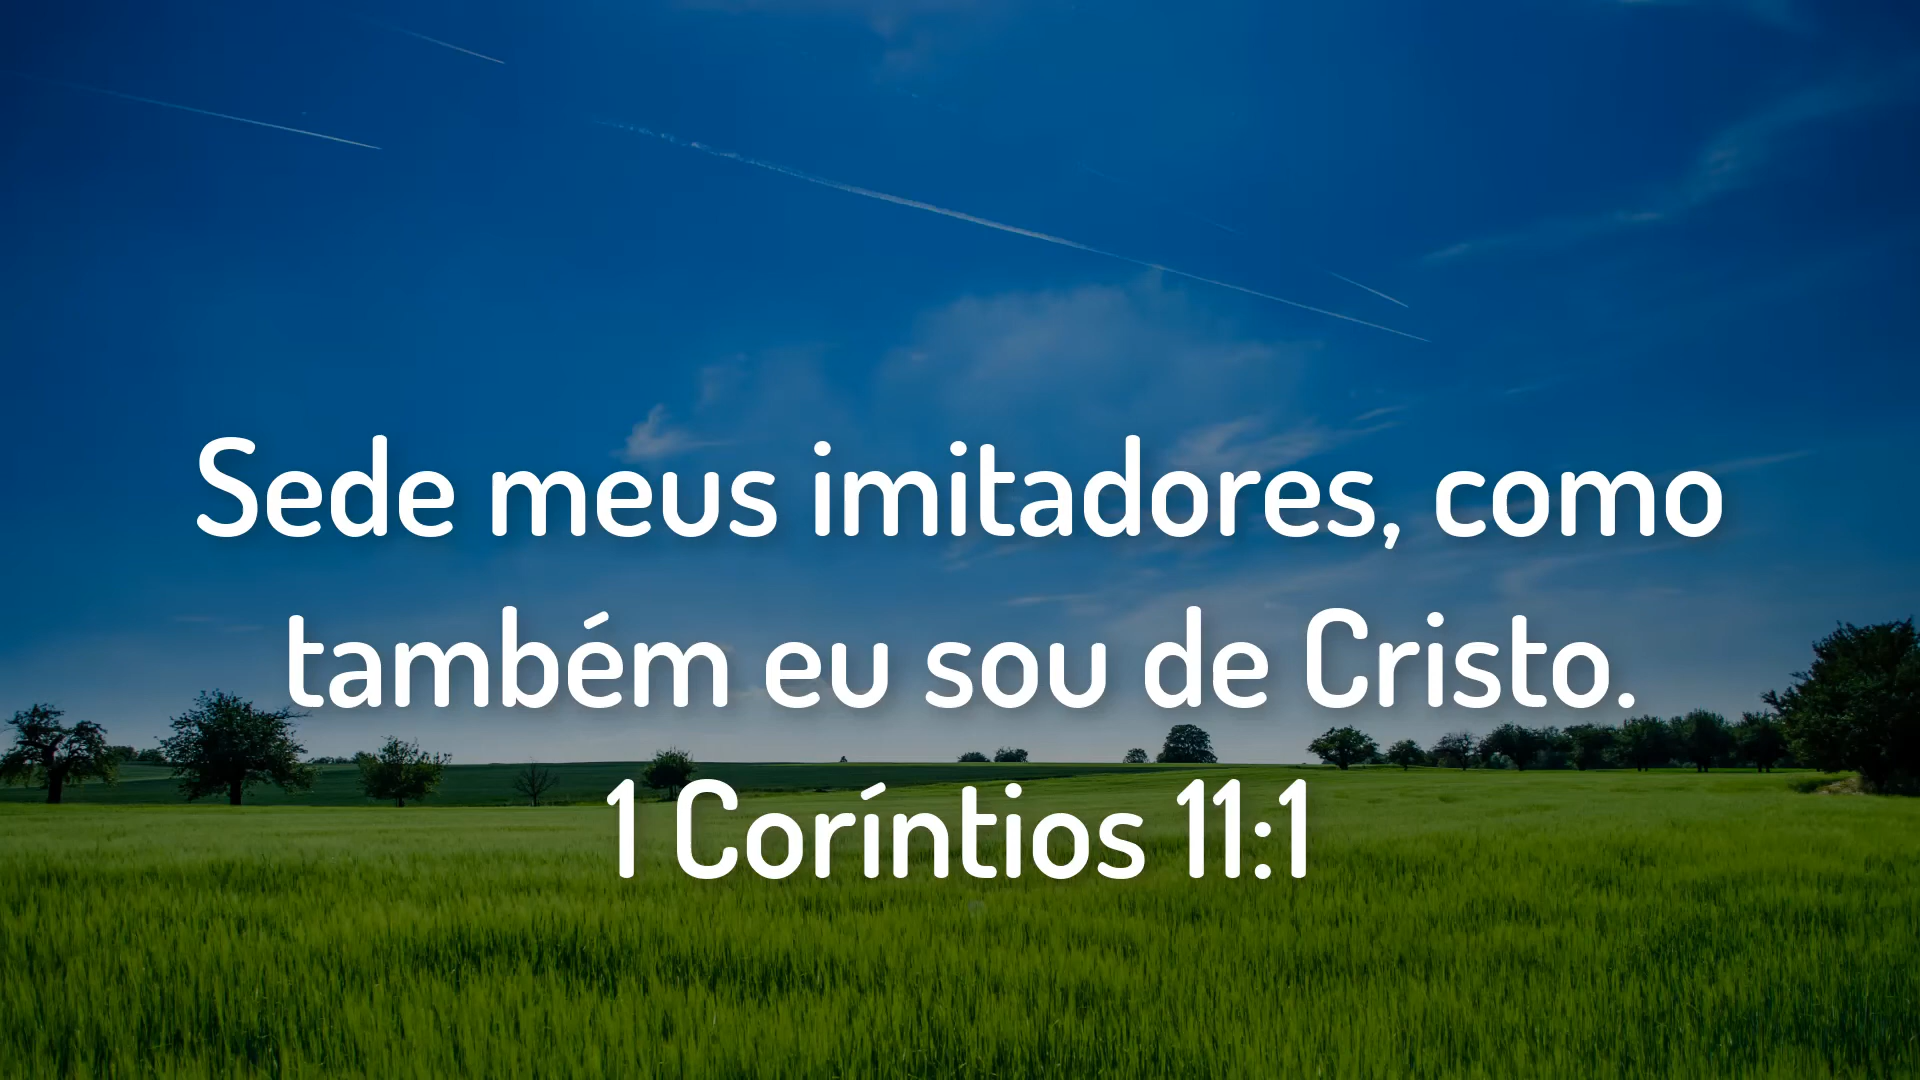 Sede meus imitadores, como
também eu sou de Cristo.
1 Coríntios 11:1